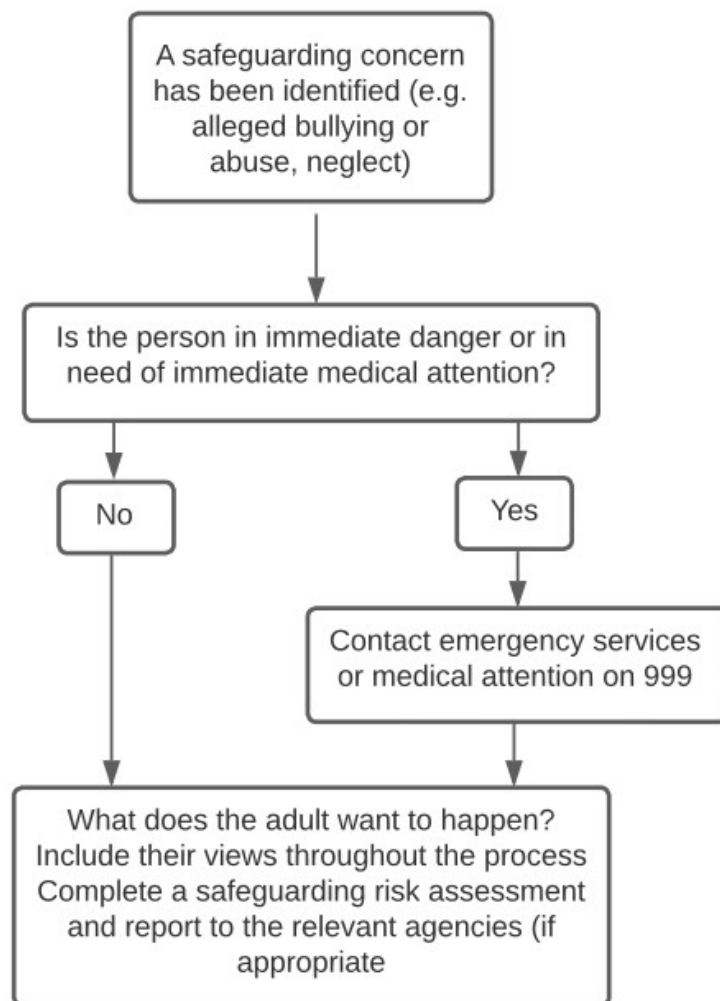 A safeguarding concern
has been identified (e.g.
alleged bullying or
abuse, neglect)
Is the person in immediate danger or in
need of immediate medical attention?
No
Yes
Contact emergency services
or medical attention on 999
What does the adult want to happen?
Include their views throughout the process
Complete a safeguarding risk assessment
and report to the relevant agencies (if
appropriate